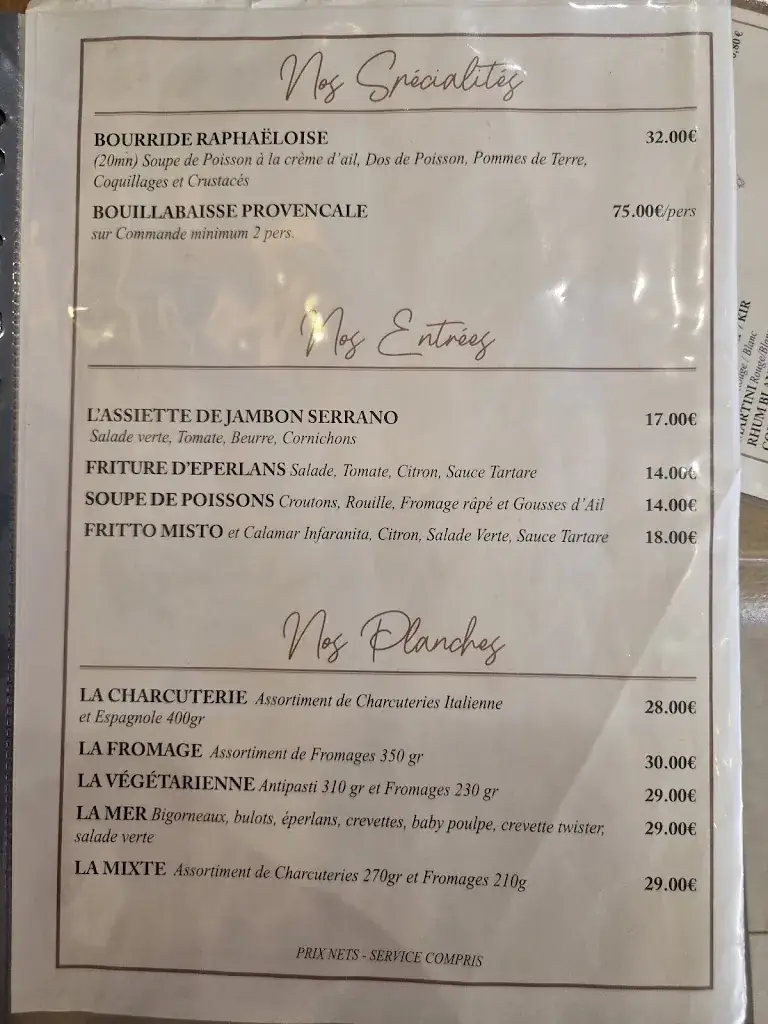 Nos Spécialités
BOURRIDE RAPHAËLOISE 32.00€
(20mn) Soupe de Poisson à la crème d'ail, Dos de Poisson, Pommes de Terre,
Coquillages et Crustacés
BOUILLABAISSE PROVENCALE 75.00€/pers
sur Commande minimum 2 pers.
Nos Entrées
L'ASSIETTE DE JAMBON SERRANO 17.00€
Salade verte, Tomate, Beurre, Cornichons
FRITURE D'EPERLANS Salade, Tomate, Citron, Sauce Tartare 14.00€
SOUPE DE POISSONS Croutons, Rouille, Fromage râpé et Gousses d'Ail 14.00€
FRITTO MISTO et Calamar Infaranita, Citron, Salade Verte, Sauce Tartare 18.00€
Nos Planches
LA CHARCUTERIE Assortiment de Charcuteries Italienne 28.00€
et Espagnole 400gr
LA FROMAGE Assortiment de Fromages 350 gr 30.00€
LA VÉGÉTARIENNE Antipasti 310 gr et Fromages 230 gr 29.00€
LA MER Bigorneaux, bulots, éperlans, crevettes, baby poulpe, crevette twister, 29.00€
salade verte
LA MIXTE Assortiment de Charcuteries 270gr et Fromages 210g 29.00€
PRIX NETS - SERVICE COMPRIS
/ KIR
/ Blanc
RHUM